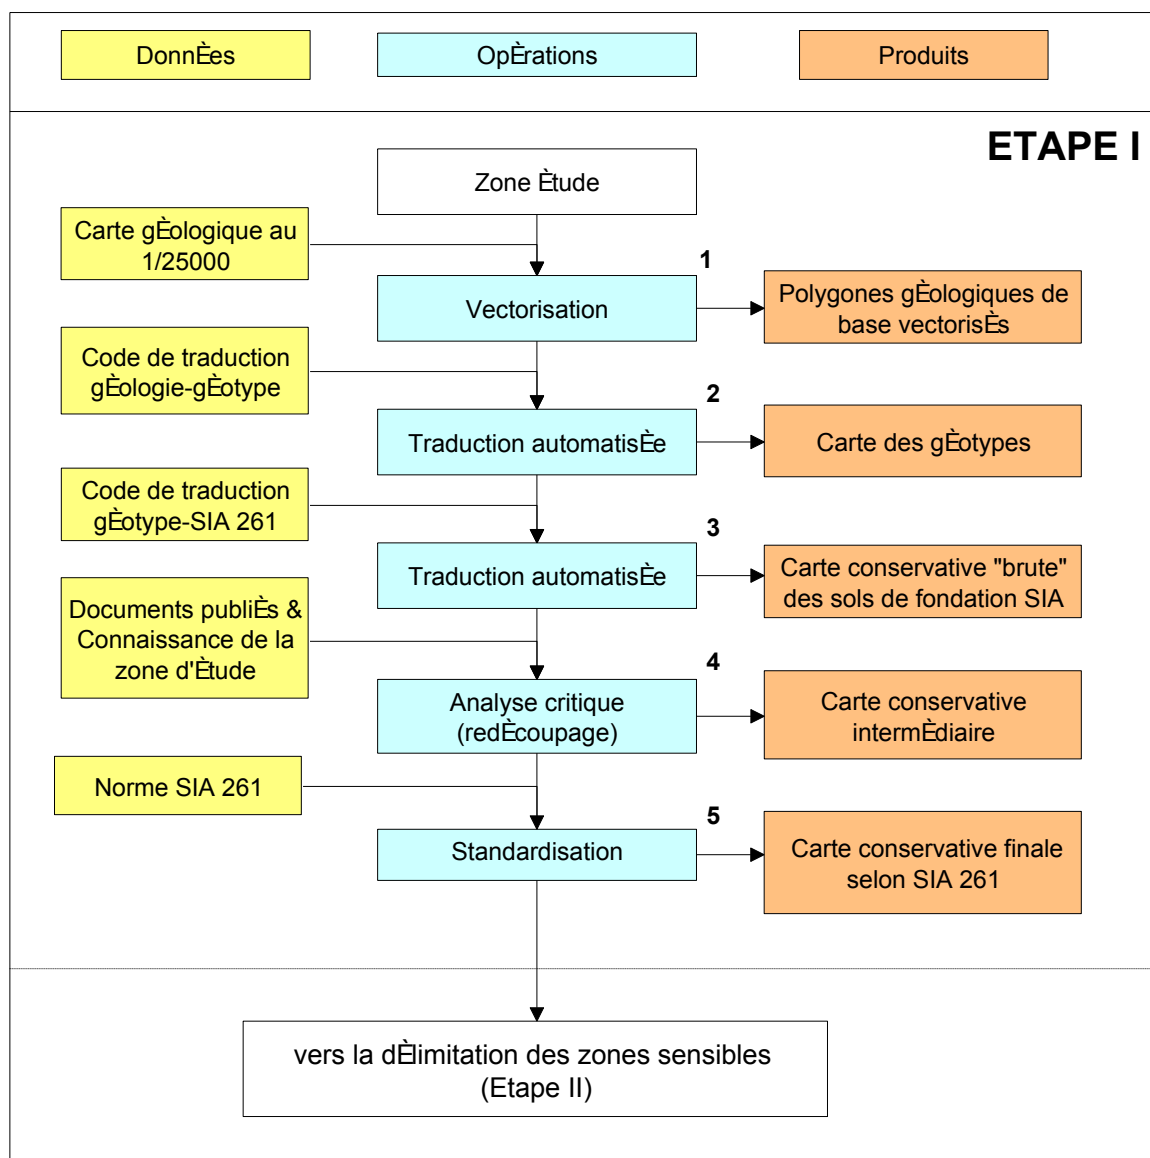 DonnÈes
OpÈrations
Produits
ETAPE I
Zone Ètude
Carte gÈologique au
1/25000
1
Vectorisation
Polygones gÈologiques de
base vectorisÈs
Code de traduction
gÈologie-gÈotype
2
Traduction automatisÈe
Carte des gÈotypes
Code de traduction
gÈotype-SIA 261
3
Traduction automatisÈe
Carte conservative "brute"
des sols de fondation SIA
Documents publiÈs &
Connaissance de la
zone d'Ètude
4
Analyse critique
(redÈcoupage)
Carte conservative
intermÈdiaire
Norme SIA 261
5
Standardisation
Carte conservative finale
selon SIA 261
vers la dÈlimitation des zones sensibles
(Etape II)